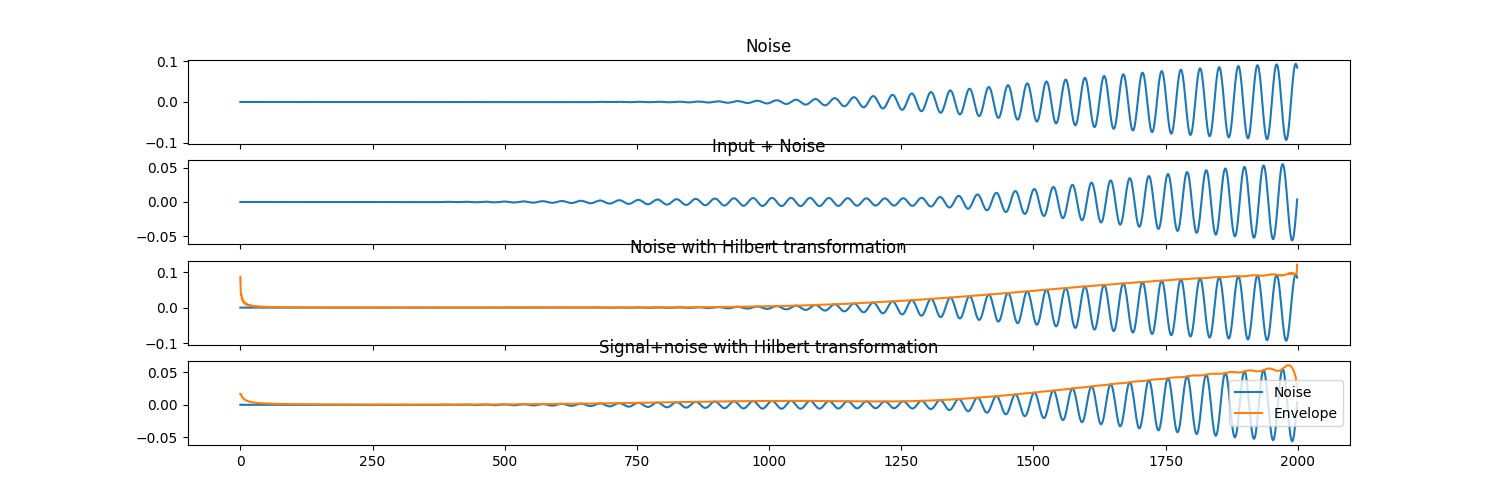 Noise
0.1
0.0
−0.1
Input + Noise
0.05
0.00
−0.05
Noise with Hilbert transformation
0.1
0.0
−0.1
Signal+noise with Hilbert transformation
0.05
0.00
−0.05
Noise
Envelope
0 250 500 750 1000 1250 1500 1750 2000